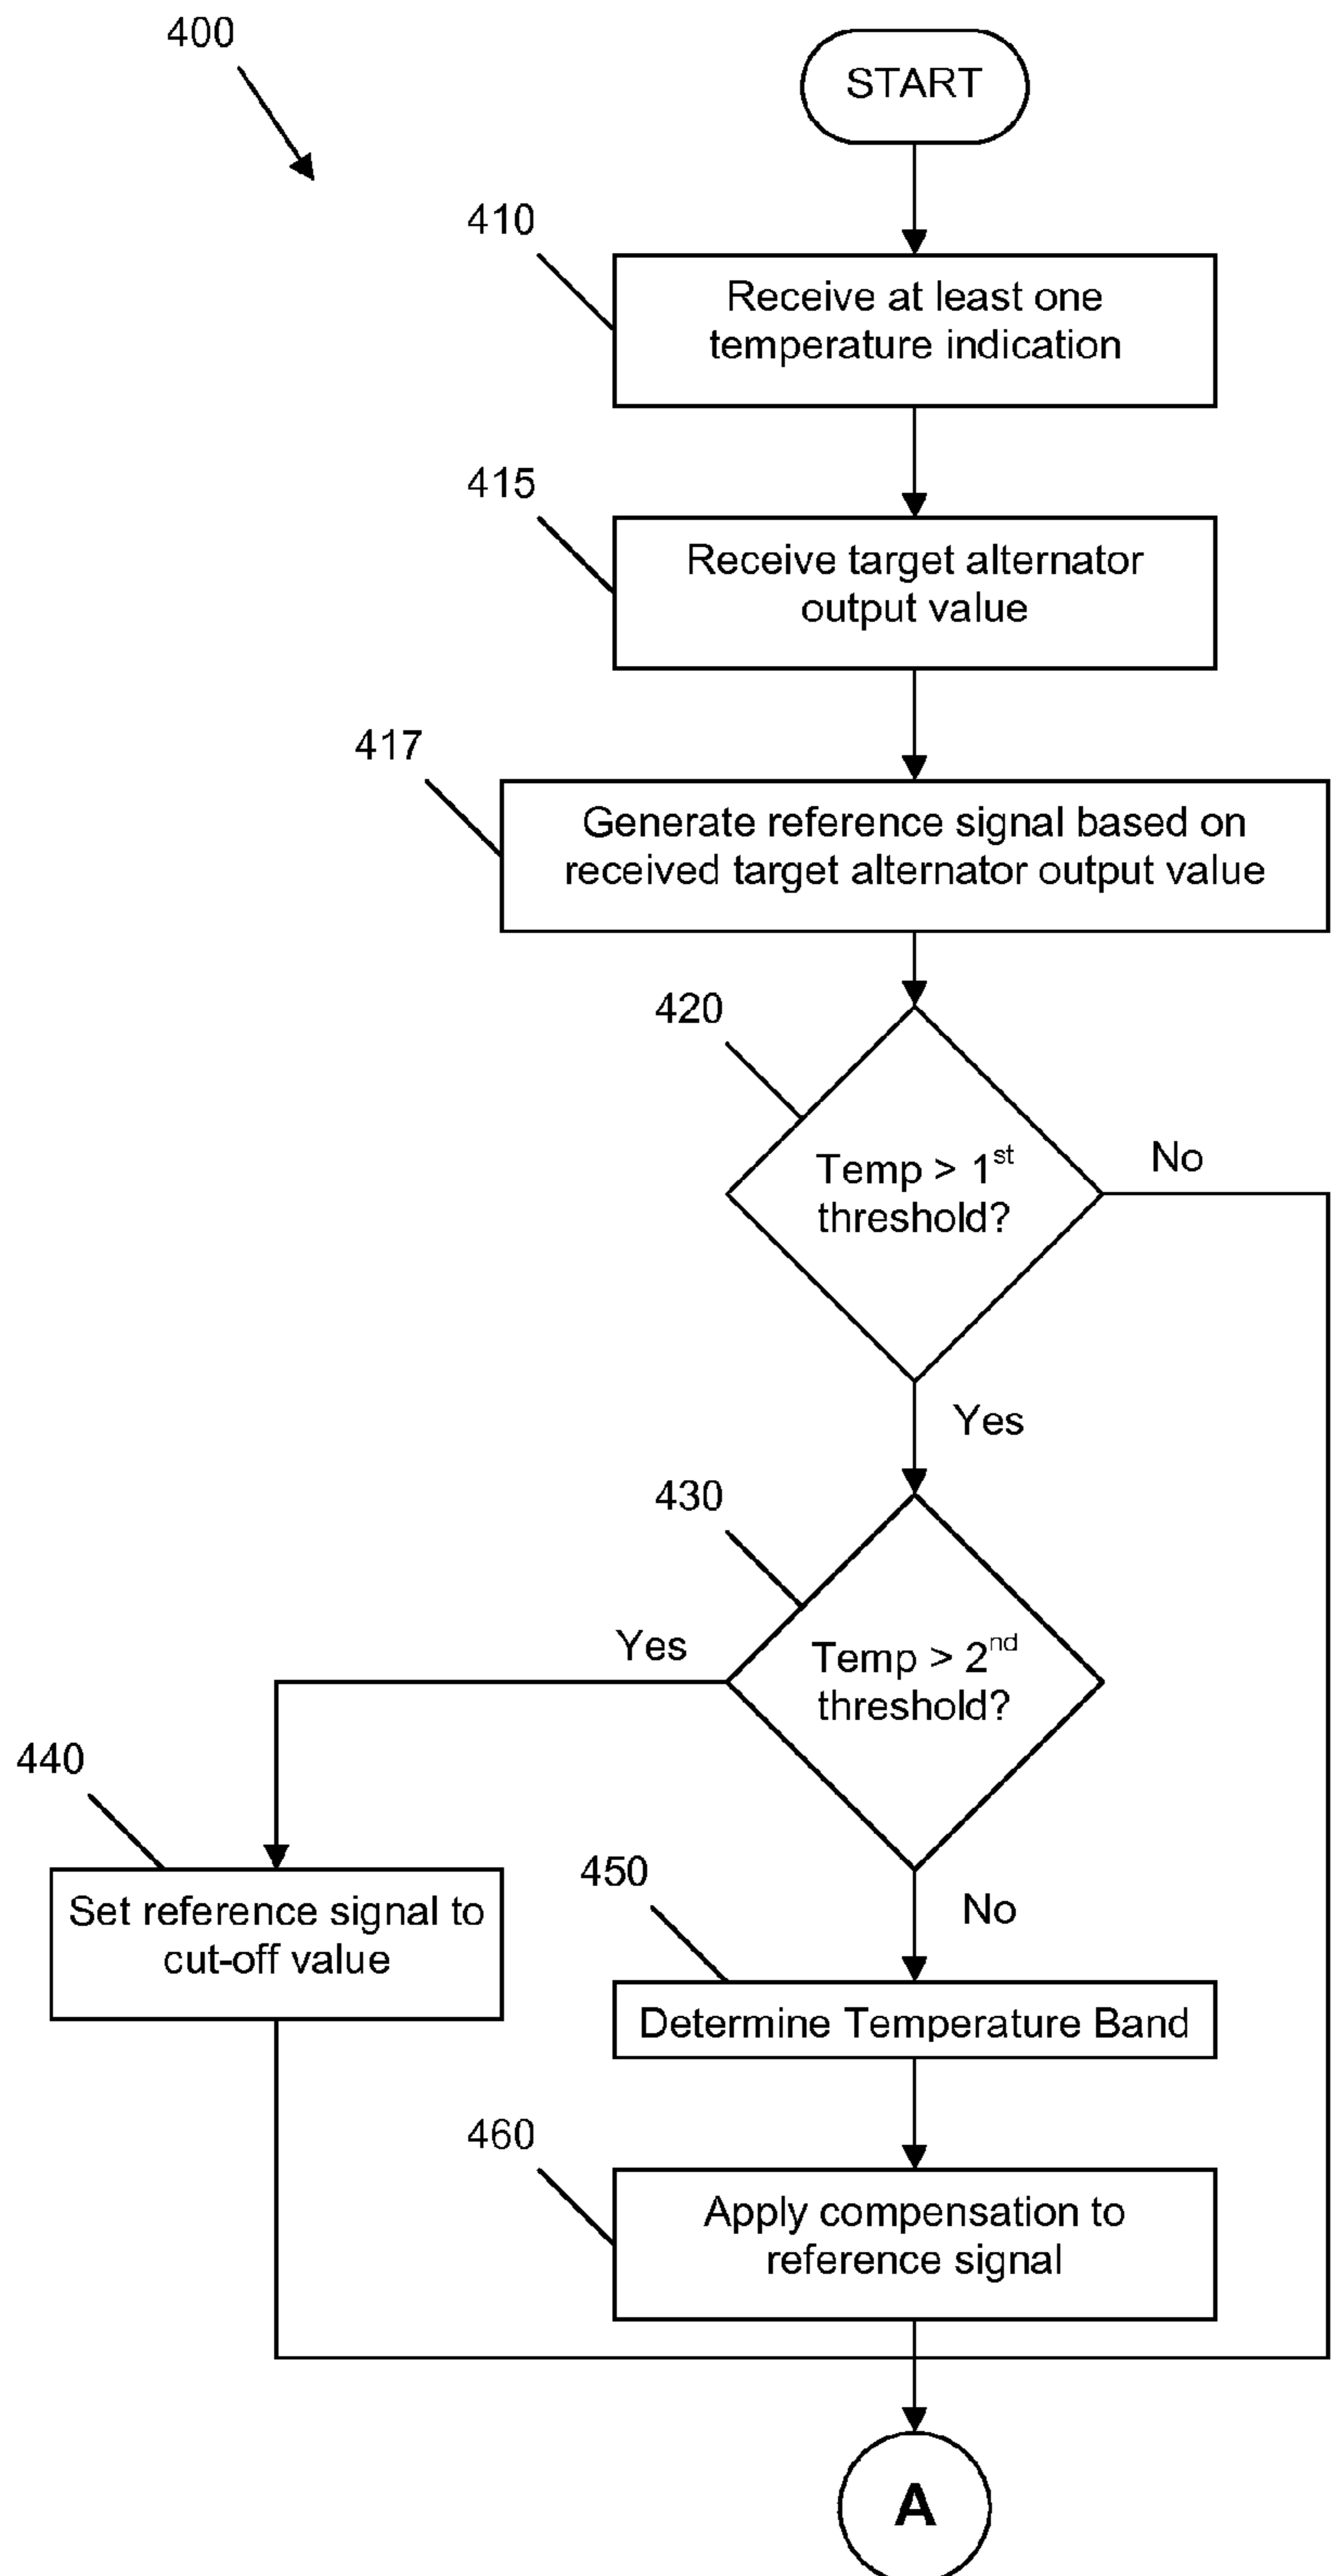 400
START
410
Receive at least one
temperature indication
415
Receive target alternator
output value
417
Generate reference signal based on
received target alternator output value
420
Temp > 1st
threshold?
No
Yes
430
Temp > 2nd
threshold?
Yes
No
440
Set reference signal to
cut-off value
450
Determine Temperature Band
460
Apply compensation to
reference signal
A